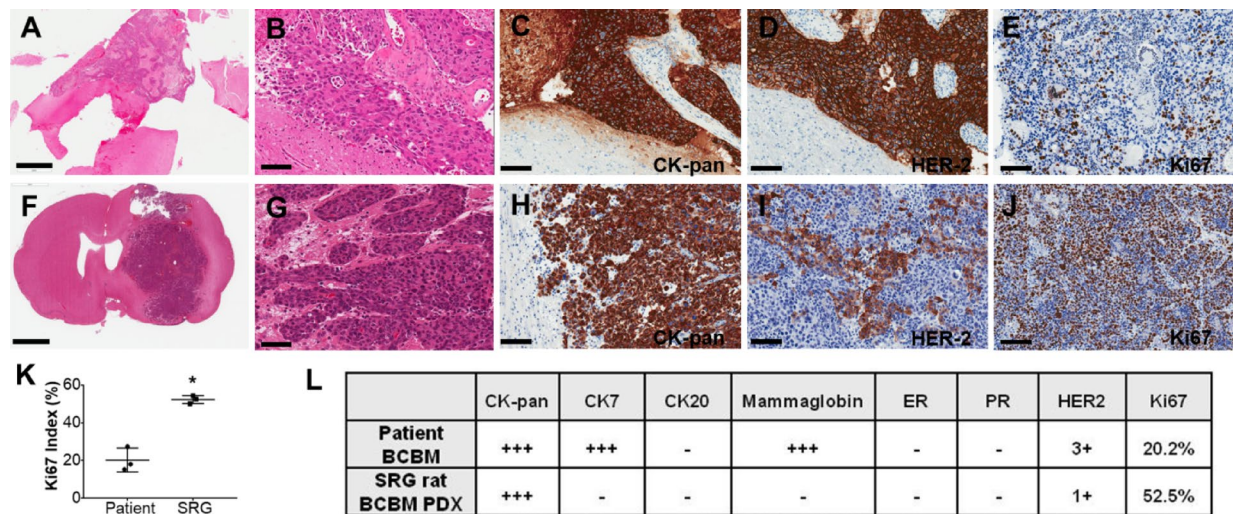 A B C D E
CK-pan HER-2 Ki67
F G H I J
CK-pan HER-2 Ki67
K
Ki67 Index (%)
60
40
20
0
*
Patient SRG
L
CK-pan CK7 CK20 Mammaglobin ER PR HER2 Ki67
Patient BCBM +++ +++ - +++ - - 3+ 20.2%
SRG rat BCBM PDX +++ - - - - - 1+ 52.5%